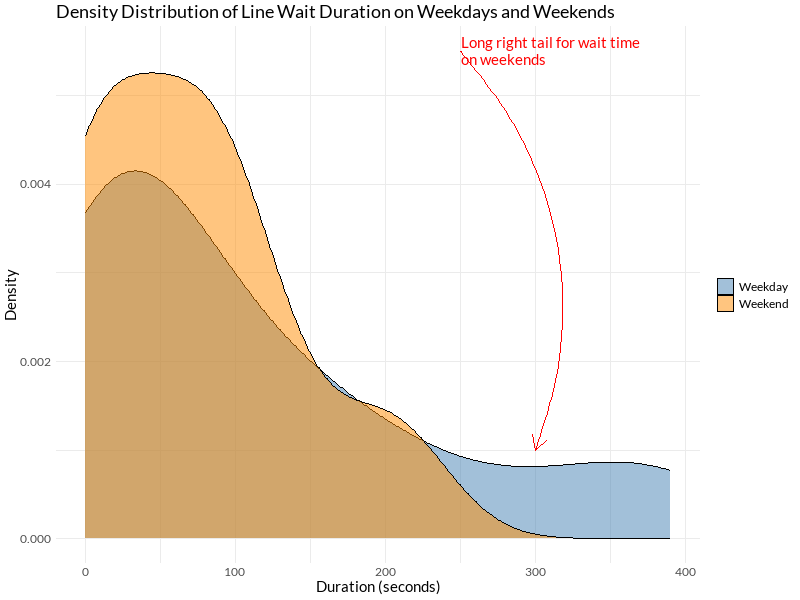 Density Distribution of Line Wait Duration on Weekdays and Weekends
Long right tail for wait time
on weekends
0.004
0.002
0.000
Density
0
100
200
300
400
Duration (seconds)
Weekday
Weekend